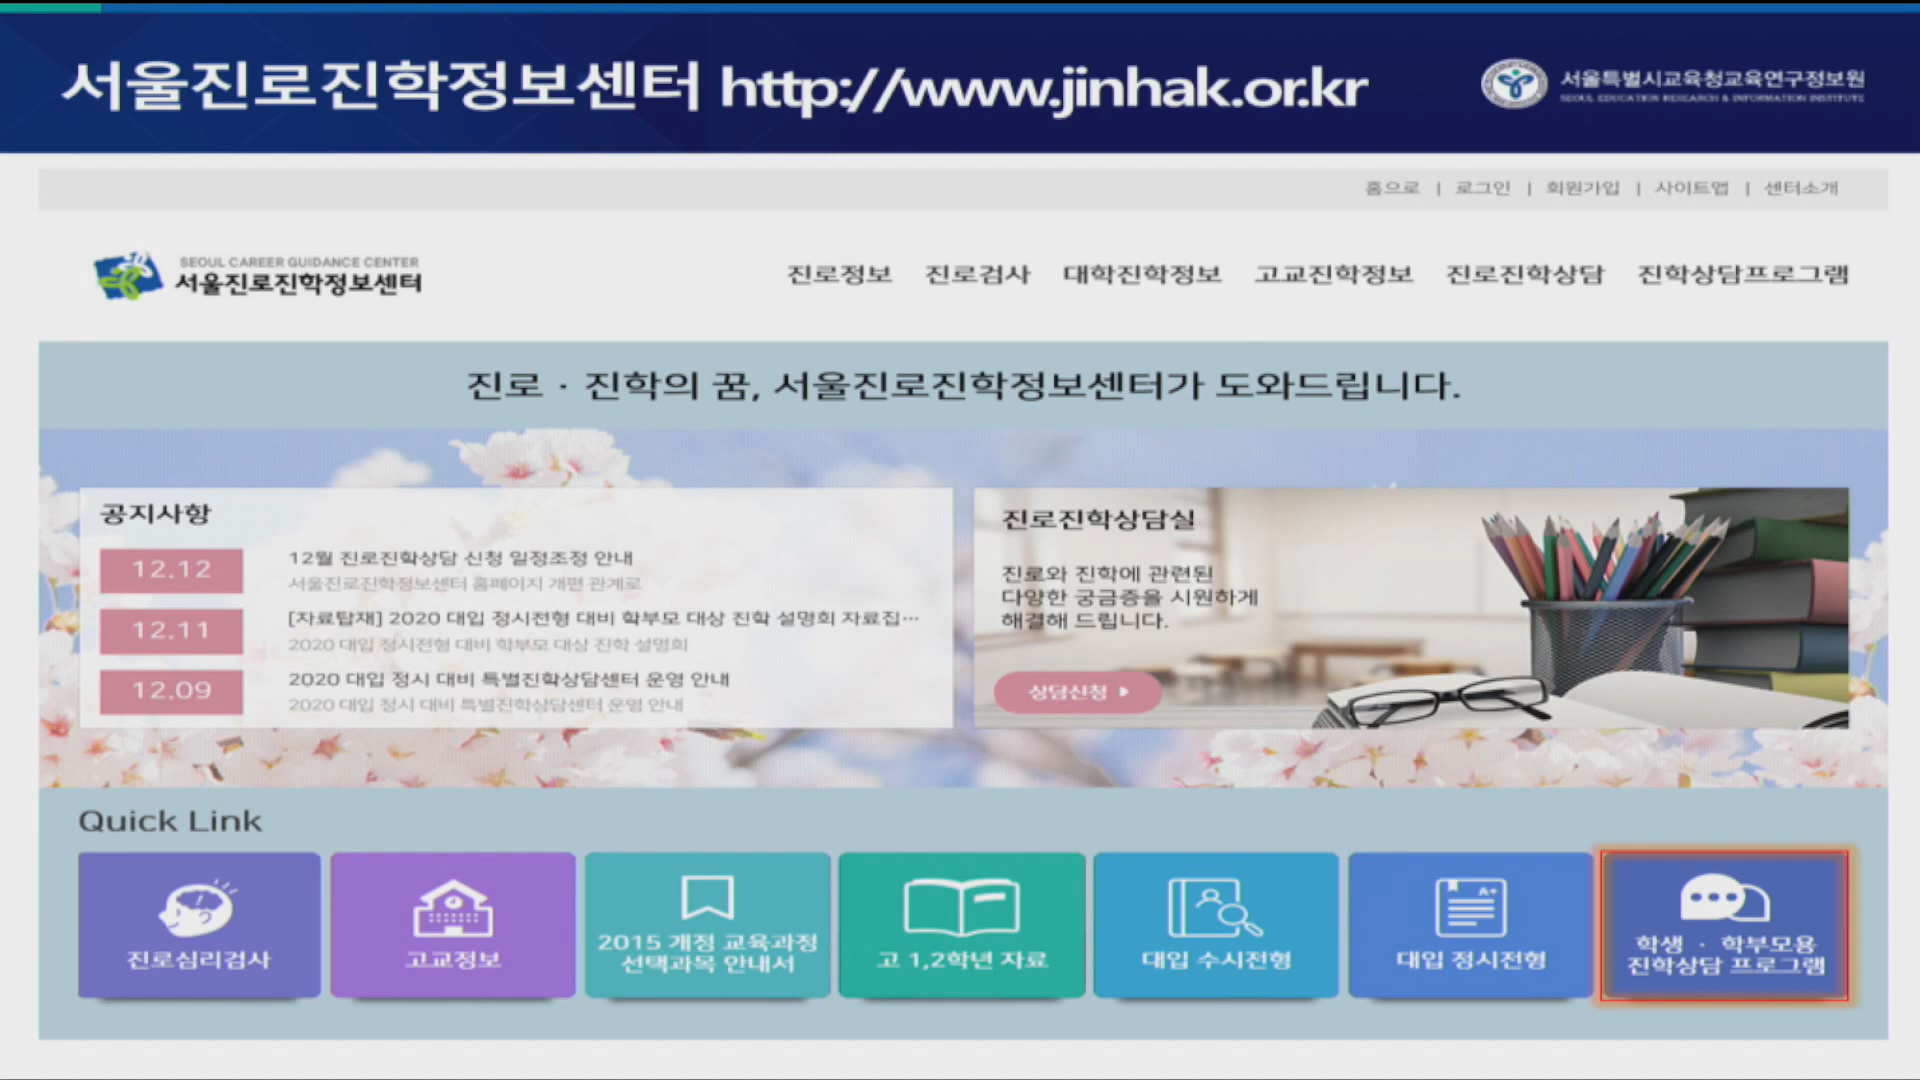 서울진로진학정보센터 http://www.jinhak.or.kr
서울특별시교육청교육연구정보원
SEOUL EDUCATION RESEARCH & INFORMATION INSTITUTE
홈으로 | 로그인 | 회원가입 | 사이트맵 | 센터소개
SEOUL CAREER GUIDANCE CENTER
서울진로진학정보센터
진로정보 진로검사 대학진학정보 고교진학정보 진로진학상담 진학상담프로그램
진로 · 진학의 꿈, 서울진로진학정보센터가 도와드립니다.
공지사항
12.12
12월 진로진학상담 신청 일정조정 안내
서울진로진학정보센터 홈페이지 개편 관계로
12.11
[자료탑재] 2020 대입 정시전형 대비 학부모 대상 진학 설명회 자료집···
2020 대입 정시전형 대비 학부모 대상 진학 설명회
12.09
2020 대입 정시 대비 특별진학상담센터 운영 안내
2020 대입 정시 대비 특별진학상담센터 운영 안내
진로진학상담실
진로와 진학에 관련된
다양한 궁금증을 시원하게
해결해 드립니다.
상담신청
Quick Link
진로심리검사
고교정보
2015 개정 교육과정
선택과목 안내서
고 1,2학년 자료
대입 수시전형
A+
대입 정시전형
학생 · 학부모용
진학상담 프로그램